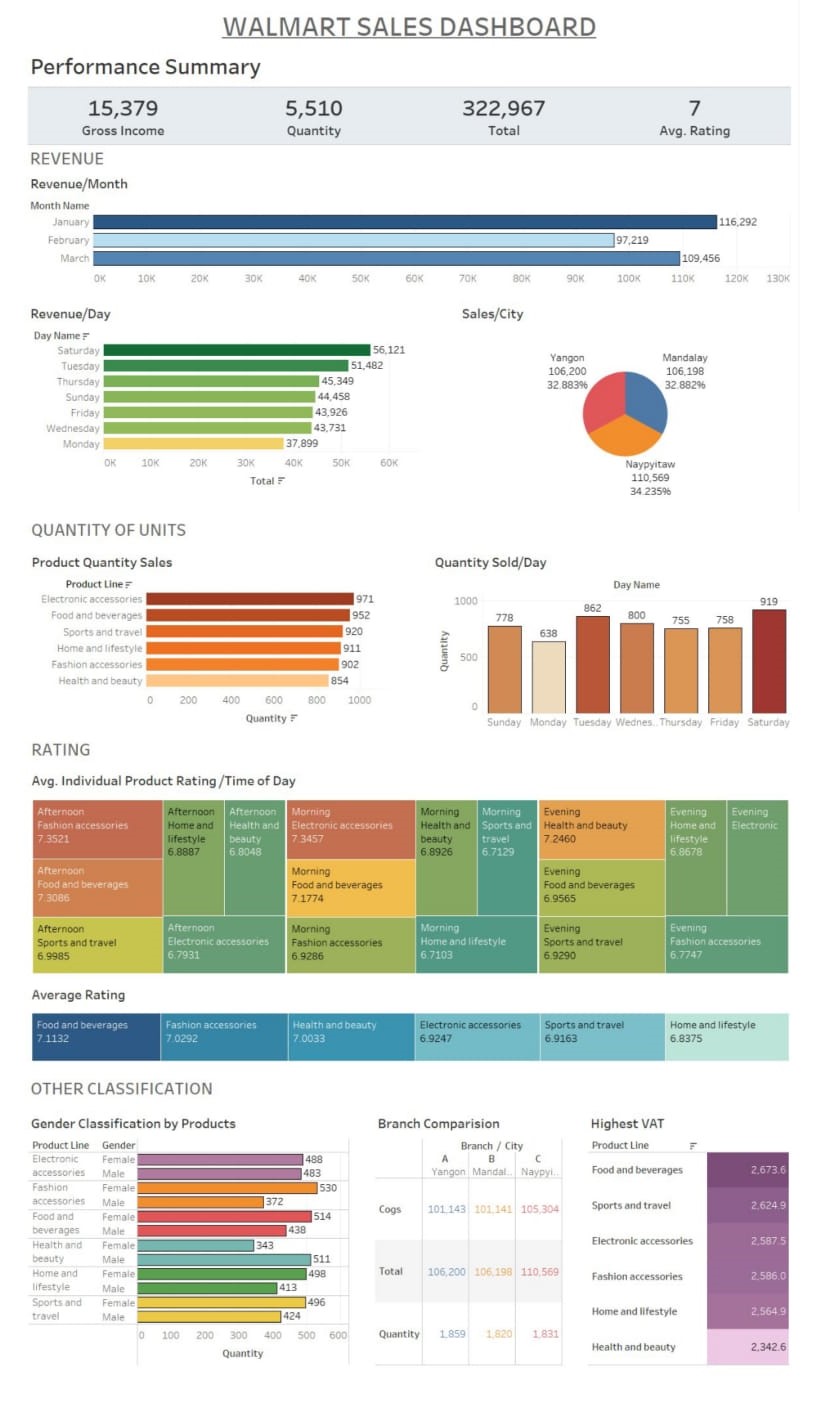 WALMART SALES DASHBOARD
Performance Summary
15,379 5,510 322,967 7
Gross Income Quantity Total Avg. Rating
REVENUE
Revenue/Month
Month Name
January 116,292
February 97,219
March 109,456
0K 10K 20K 30K 40K 50K 60K 70K 80K 90K 100K 110K 120K 130K
Revenue/Day
Day Name
Saturday 56,121
Tuesday 51,482
Thursday 45,349
Sunday 44,458
Friday 43,926
Wednesday 43,731
Monday 37,899
0K 10K 20K 30K 40K 50K 60K
Total
Sales/City
Yangon
106,200
32.883%
Mandalay
106,198
32.882%
Naypyitaw
110,569
34.235%
QUANTITY OF UNITS
Product Quantity Sales
Product Line
Electronic accessories 971
Food and beverages 952
Sports and travel 920
Home and lifestyle 911
Fashion accessories 902
Health and beauty 854
0 200 400 600 800 1000
Quantity
Quantity Sold/Day
Day Name
Quantity
1000
500
0
778 638 862 800 755 758 919
Sunday Monday Tuesday Wednes.. Thursday Friday Saturday
RATING
Avg. Individual Product Rating/Time of Day
Afternoon
Fashion accessories
7.3521
Afternoon
Food and beverages
7.3086
Afternoon
Sports and travel
6.9985
Afternoon
Home and
lifestyle
6.8887
Afternoon
Health and
beauty
6.8048
Afternoon
Electronic accessories
6.7931
Morning
Electronic accessories
7.3457
Morning
Food and beverages
7.1774
Morning
Fashion accessories
6.9286
Morning
Health and
beauty
6.8926
Morning
Sports and
travel
6.7129
Morning
Home and lifestyle
6.7103
Evening
Health and beauty
7.2460
Evening
Food and beverages
6.9565
Evening
Sports and travel
6.9290
Evening
Home and
lifestyle
6.8678
Evening
Electronic
Evening
Fashion accessories
6.7747
Average Rating
Food and beverages
7.1132
Fashion accessories
7.0292
Health and beauty
7.0033
Electronic accessories
6.9247
Sports and travel
6.9163
Home and lifestyle
6.8375
OTHER CLASSIFICATION
Gender Classification by Products
Product Line Gender
Electronic Female 488
accessories Male 483
Fashion Female 530
accessories Male 372
Food and Female 514
beverages Male 438
Health and Female 343
beauty Male 511
Home and Female 498
lifestyle Male 413
Sports and Female 496
travel Male 424
0 100 200 300 400 500 600
Quantity
Branch Comparision
Branch / City
A B C
Yangon Mandal.. Naypyi..
Cogs 101,143 101,141 105,304
Total 106,200 106,198 110,569
Quantity 1,859 1,820 1,831
Highest VAT
Product Line
Food and beverages 2,673.6
Sports and travel 2,624.9
Electronic accessories 2,587.5
Fashion accessories 2,586.0
Home and lifestyle 2,564.9
Health and beauty 2,342.6